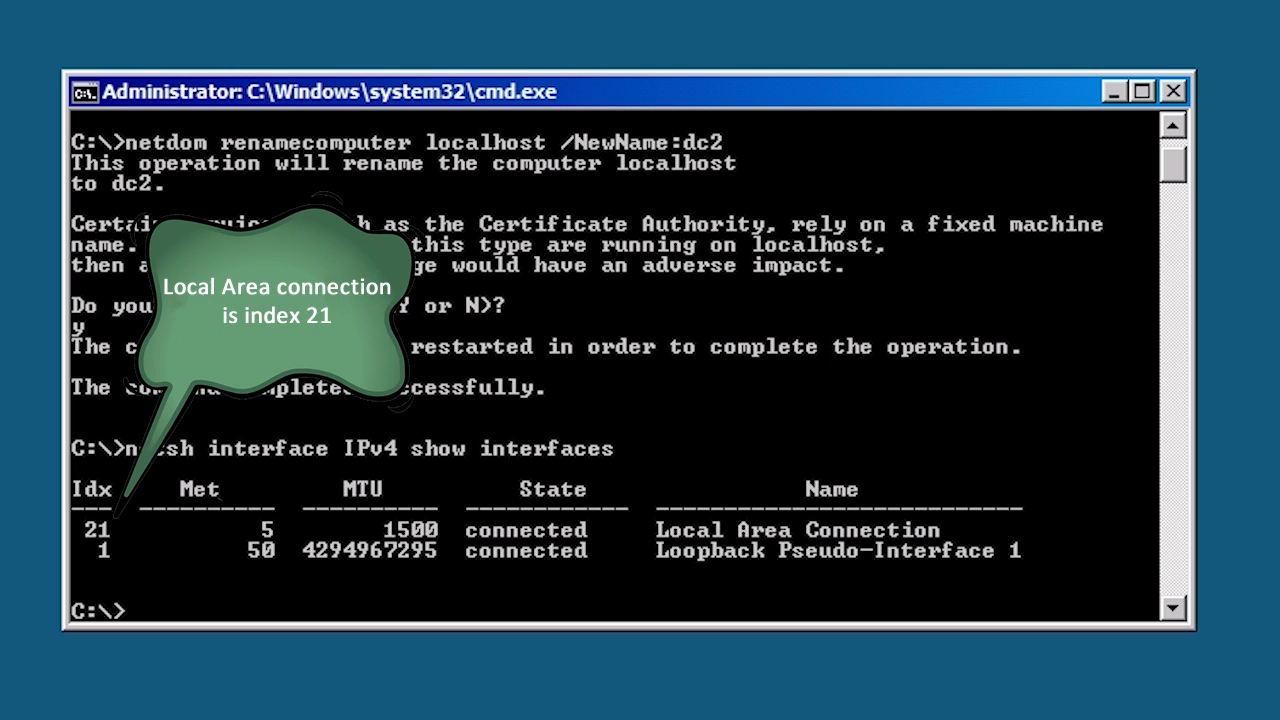 Administrator: C:\Windows\system32\cmd.exe
C:\>netdom renamecomputer localhost /NewName:dc2
This operation will rename the computer localhost
to dc2.
as the Certificate Authority, rely on a fixed machine
name. this type are running on localhost,
then would have an adverse impact.
Do you Y or N)?
y
The restarted in order to complete the operation.
The
Local Area connection
is index 21
C:\>netsh interface IPv4 show interfaces
Idx Met MTU State Name
--- ---------- ---------- ------------ ---------------------------
21 5 1500 connected Local Area Connection
1 50 4294967295 connected Loopback Pseudo-Interface 1
C:\>